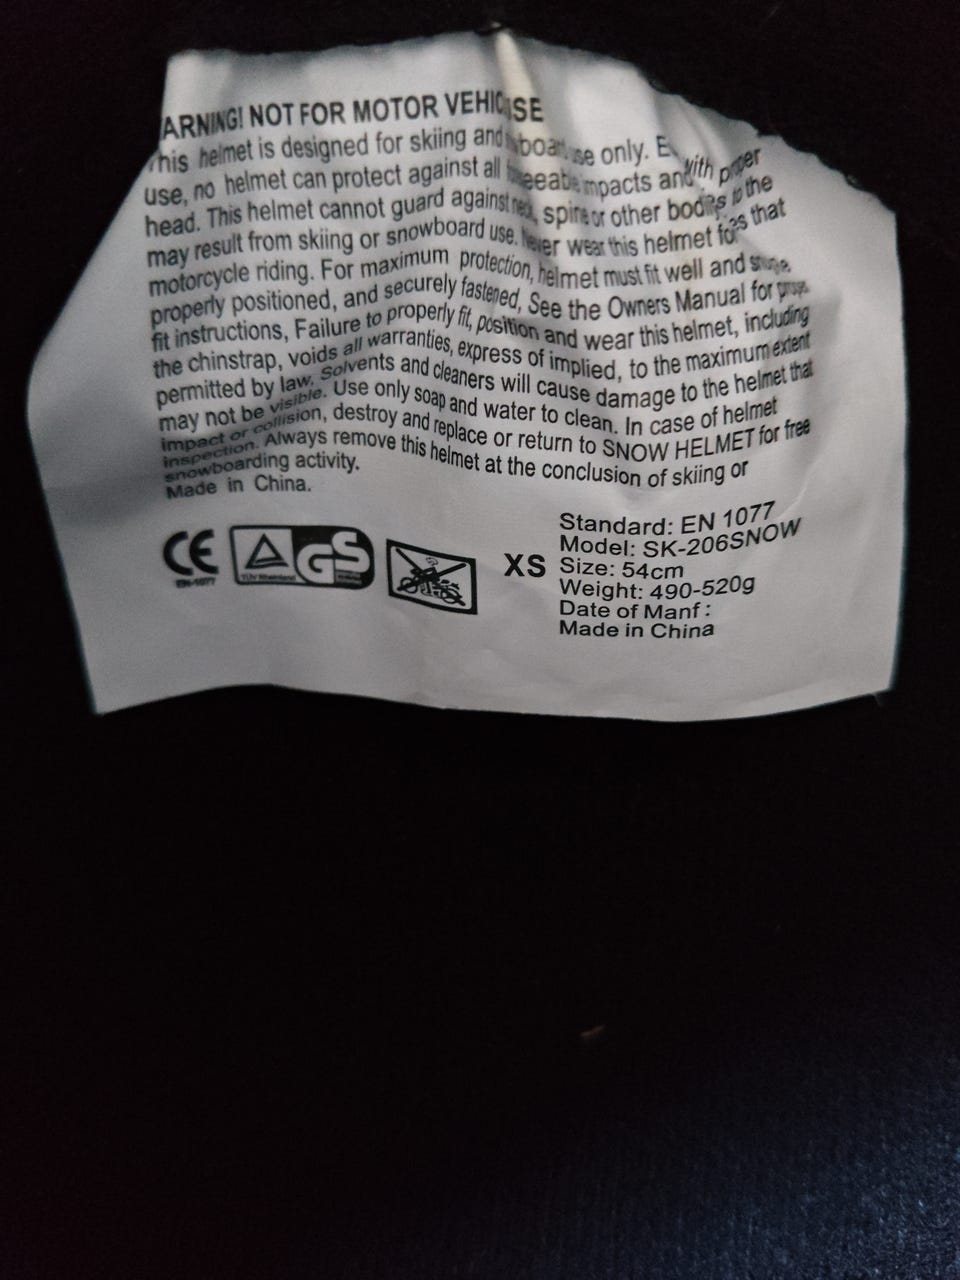 ARNING! NOT FOR MOTOR VEHIC USE
This helmet is designed for skiing and only.
use, no helmet can protect against all impacts and With proper
head. This helmet cannot guard against neck, spine or other to the
may result from skiing or snowboard use. Never wear this helmet for as that
motorcycle riding. For maximum protection, helmet must fit well and
properly positioned, and securely fastened, See the Owners Manual for
fit instructions, Failure to properly fit, position and wear this helmet, including
the chinstrap, voids all warranties, express of implied, to the maximum extent
permitted by law. Solvents and cleaners will cause damage to the helmet that
may not be visible. Use only soap and water to clean. In case of helmet
impact or collision, destroy and replace or return to SNOW HELMET for free
inspection. Always remove this helmet at the conclusion of skiing or
snowboarding activity.
Made in China.
CE
EN-1077
TÜV Rheinland
GS
XS
Standard: EN 1077
Model: SK-206SNOW
Size: 54cm
Weight: 490-520g
Date of Manf :
Made in China